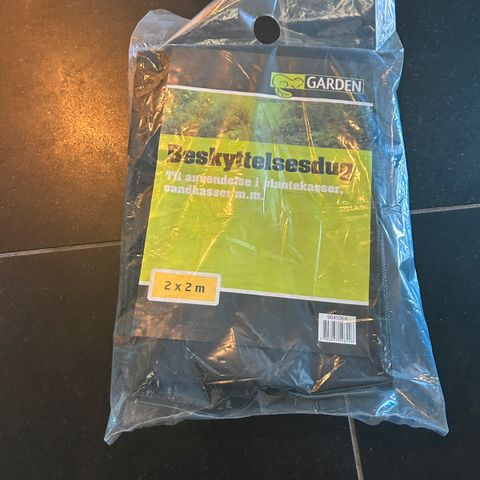 GARDEN
Beskyttelsesdug
Til anvendelse i plantekasser,
sandkasser m.m.
2 x 2 m